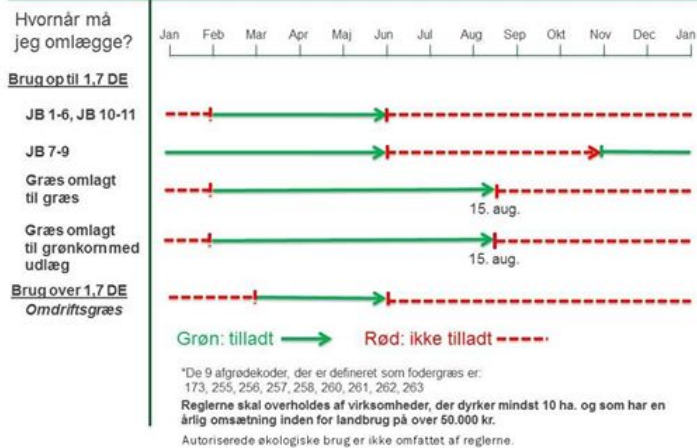 Hvornår må
jeg omlægge?
Jan Feb Mar Apr Maj Jun Jul Aug Sep Okt Nov Dec Jan
Brug op til 1,7 DE
JB 1-6, JB 10-11
JB 7-9
Græs omlagt
til græs
15. aug.
Græs omlagt
til grønkorn med
udlæg
15. aug.
Brug over 1,7 DE
Omdriftsgræs
Grøn: tilladt Rød: ikke tilladt
*De 9 afgrødekoder, der er defineret som fodergræs er:
173, 255, 256, 257, 258, 260, 261, 262, 263
Reglerne skal overholdes af virksomheder, der dyrker mindst 10 ha. og som har en
årlig omsætning inden for landbrug på over 50.000 kr.
Autoriserede økologiske brug er ikke omfattet af reglerne.